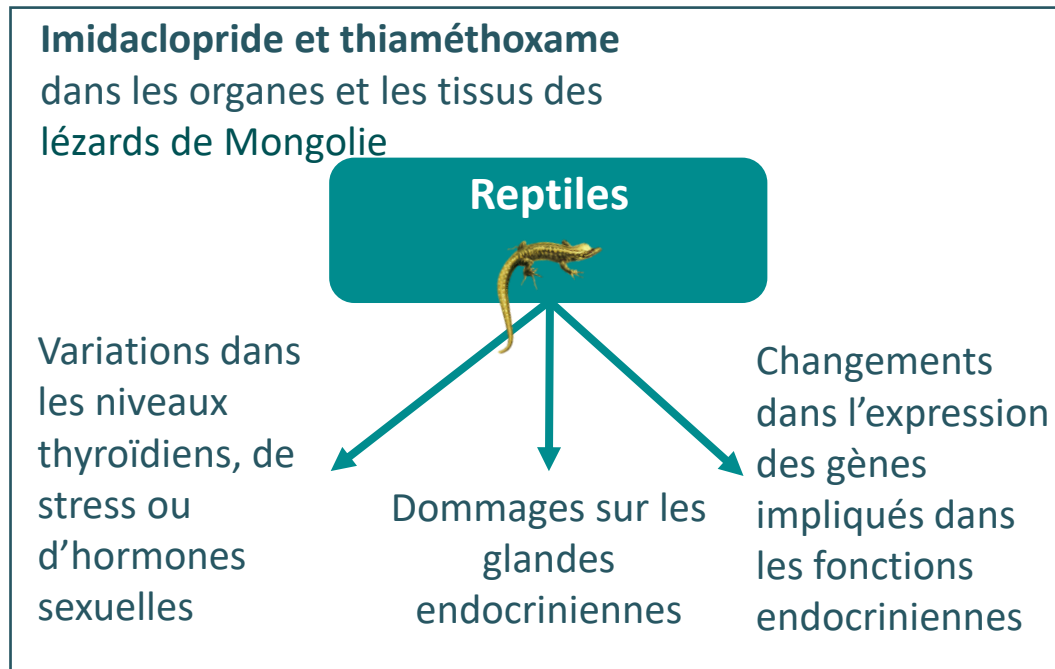 Imidaclopride et thiaméthoxame
dans les organes et les tissus des
lézards de Mongolie
Reptiles
Variations dans
les niveaux
thyroïdiens, de
stress ou
d’hormones
sexuelles
Dommages sur les
glandes
endocriniennes
Changements
dans l’expression
des gènes
impliqués dans
les fonctions
endocriniennes